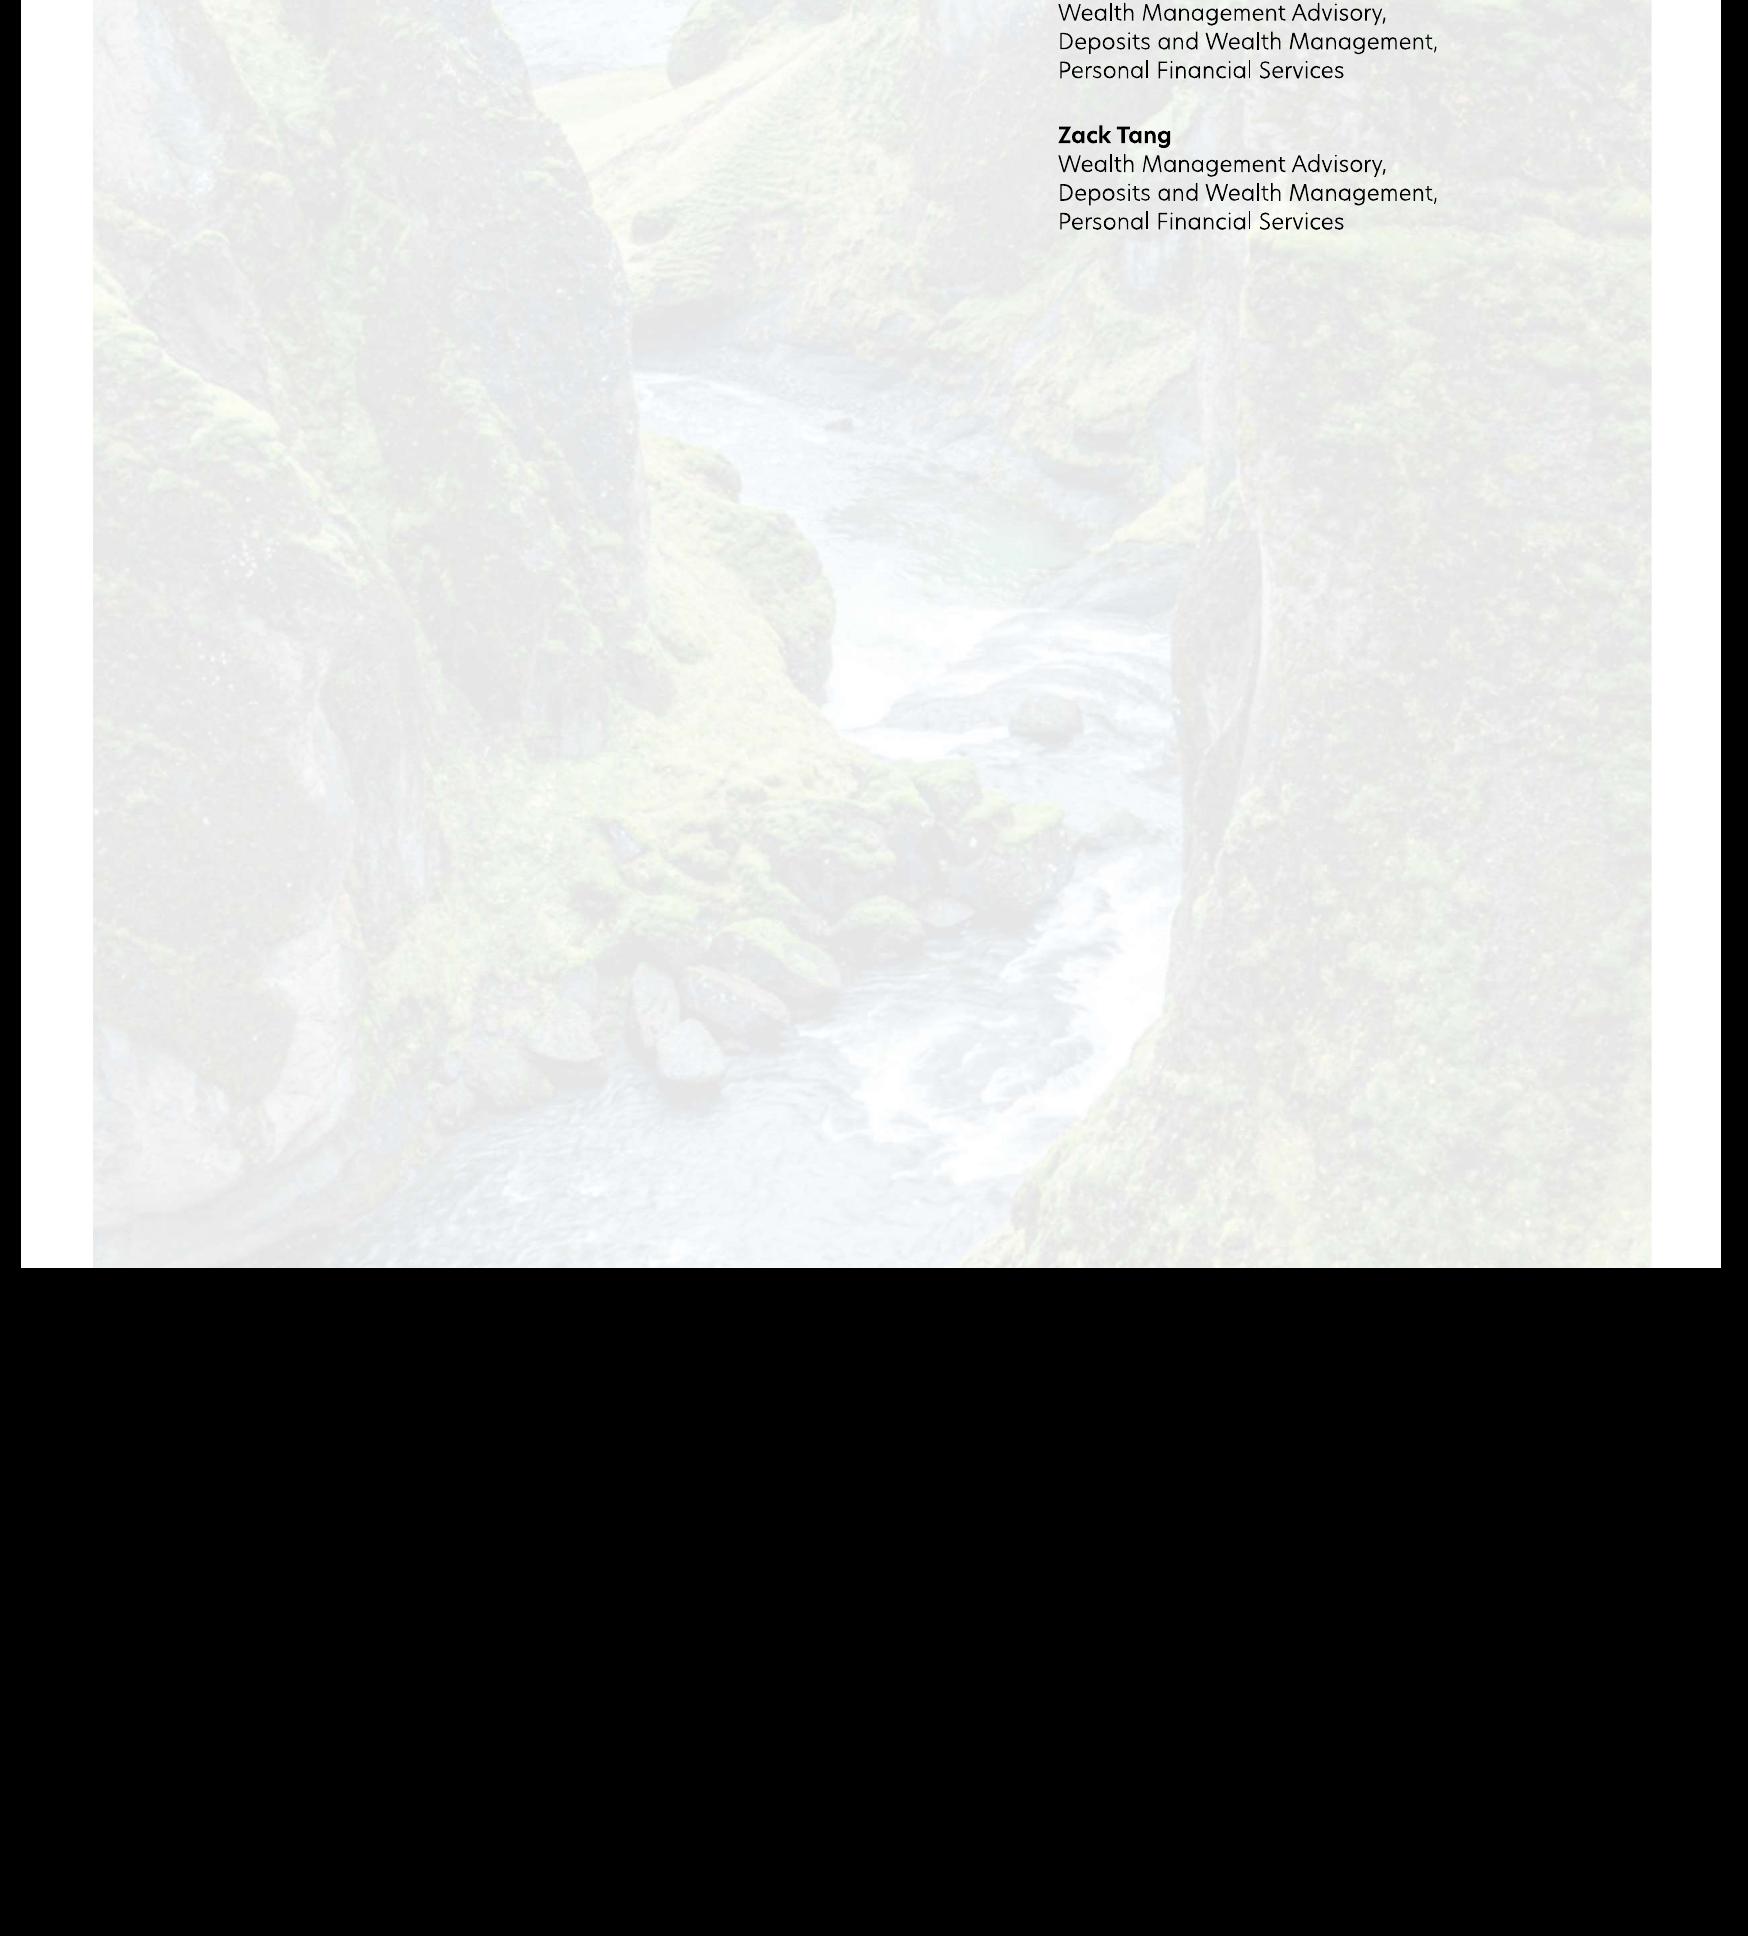 Wealth Management Advisory,
Deposits and Wealth Management,
Personal Financial Services
Zack Tang
Wealth Management Advisory,
Deposits and Wealth Management,
Personal Financial Services